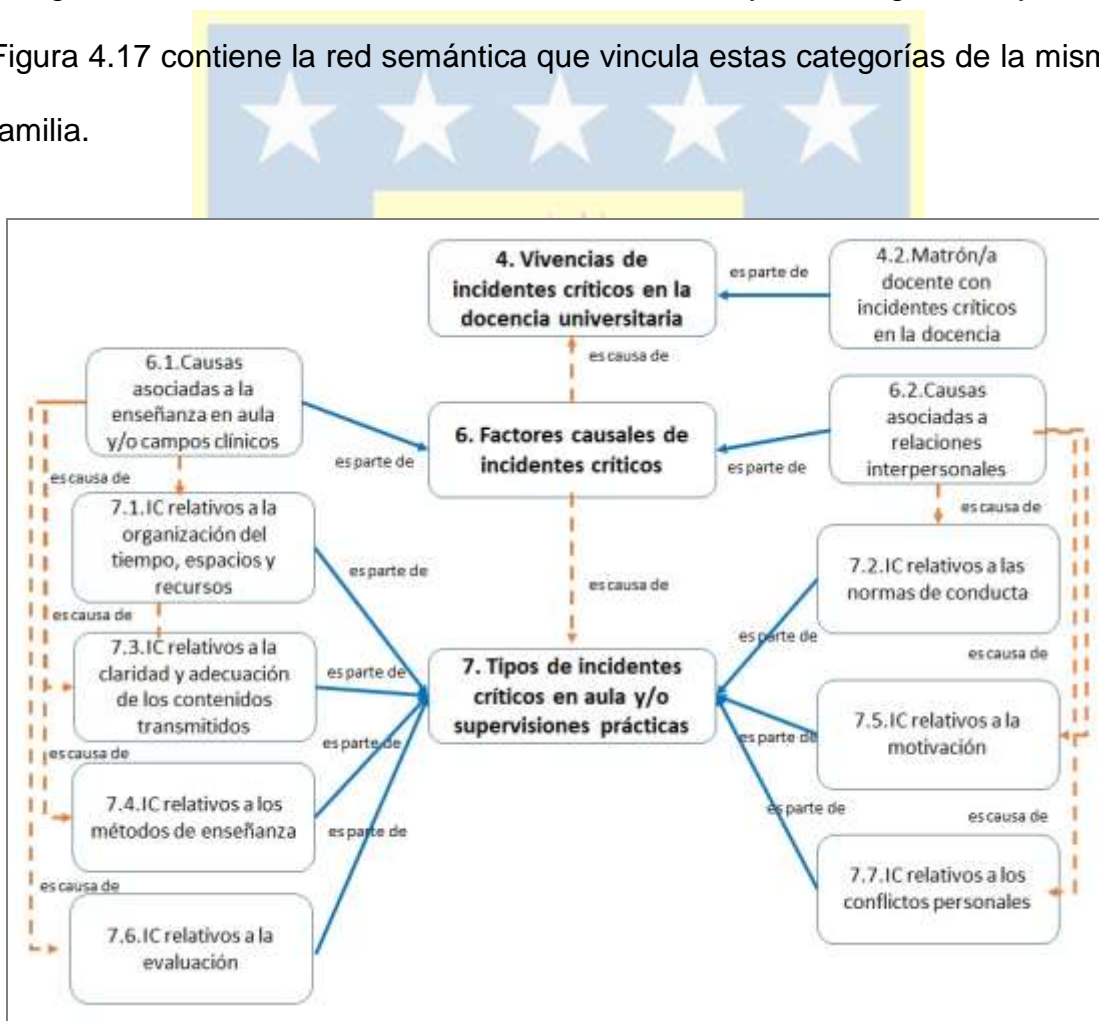 Figura 4.17 contiene la red semántica que vincula estas categorías de la mism
familia.
4. Vivencias de
incidentes críticos en la
docencia universitaria
es parte de
4.2.Matrón/a
docente con
incidentes críticos
en la docencia
es causa de
6.1.Causas
asociadas a la
enseñanza en aula
y/o campos clínicos
es parte de
6. Factores causales de
incidentes críticos
es parte de
6.2.Causas
asociadas a
relaciones
interpersonales
es causa de
es causa de
7.1.IC relativos a la
organización del
tiempo, espacios y
recursos
es parte de
es causa de
7.2.IC relativos a las
normas de conducta
es parte de
es causa de
es causa de
7.3.IC relativos a la
claridad y adecuación
de los contenidos
transmitidos
es parte de
7. Tipos de incidentes
críticos en aula y/o
supervisiones prácticas
es parte de
7.5.IC relativos a la
motivación
es causa de
es parte de
7.4.IC relativos a los
métodos de enseñanza
es parte de
es parte de
es causa de
7.7.IC relativos a los
conflictos personales
es causa de
7.6.IC relativos a la
evaluación